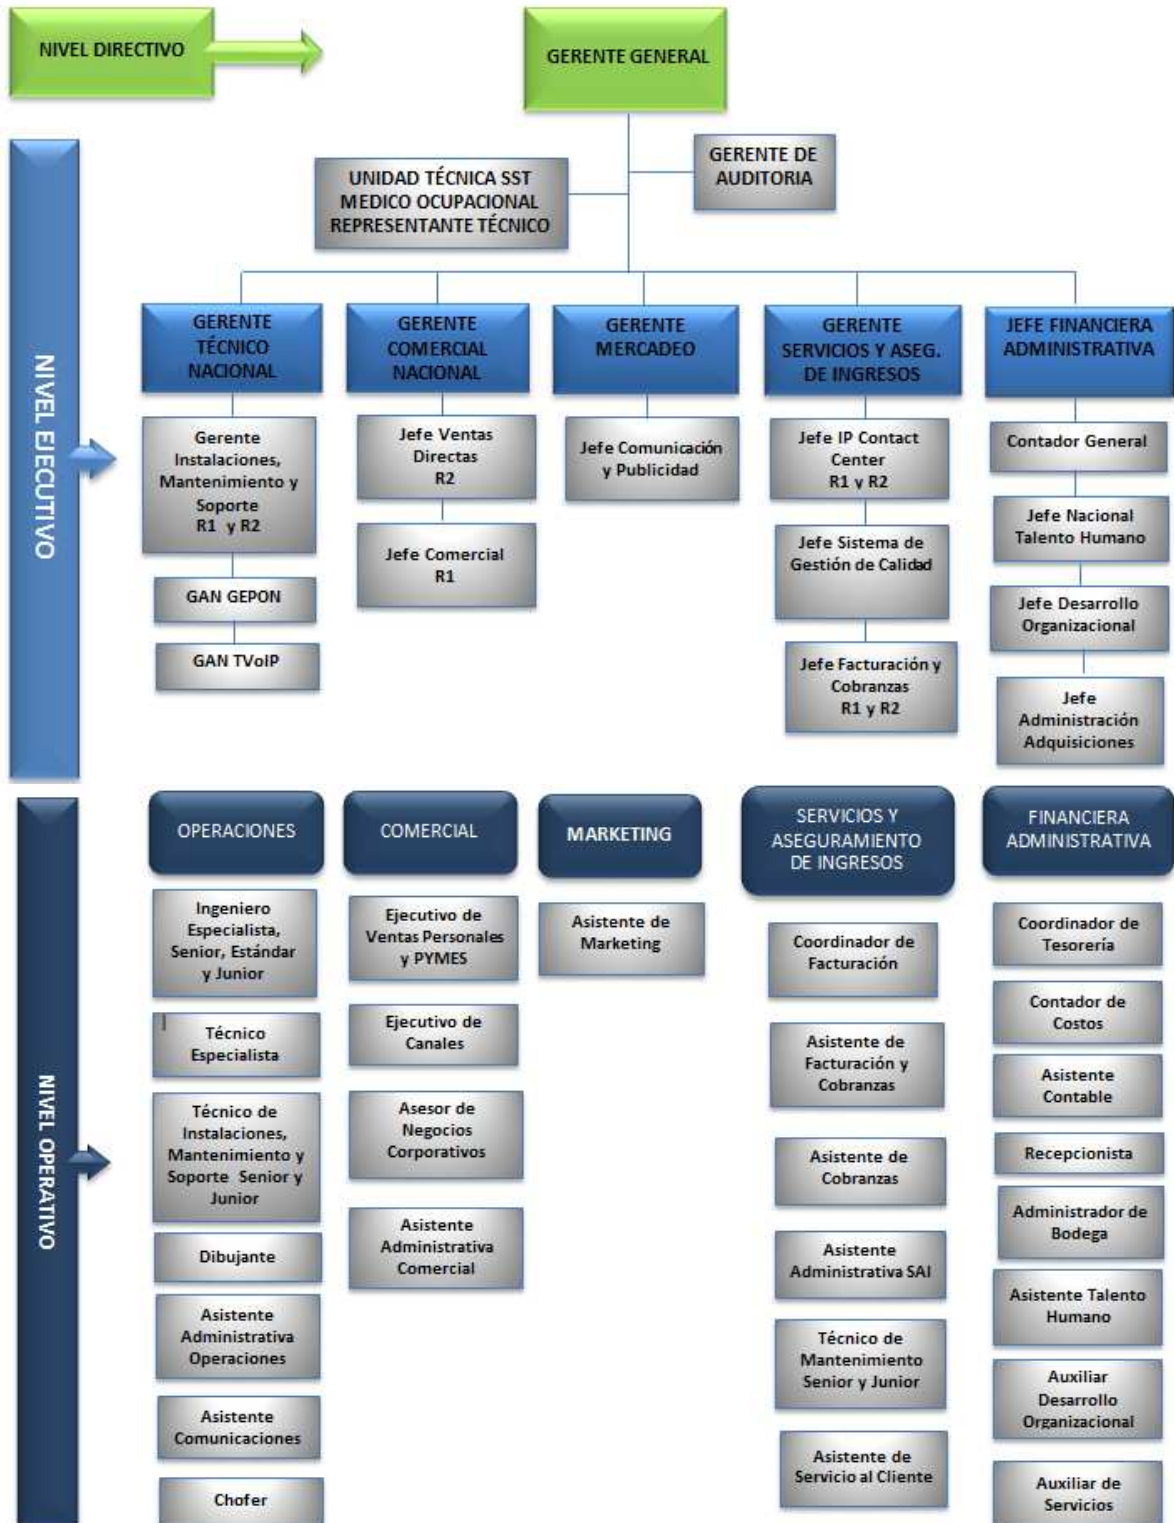 NIVEL DIRECTIVO
GERENTE GENERAL
GERENTE DE
AUDITORIA
UNIDAD TÉCNICA SST
MEDICO OCUPACIONAL
REPRESENTANTE TÉCNICO
NIVEL EJECUTIVO
GERENTE
TÉCNICO
NACIONAL
GERENTE
COMERCIAL
NACIONAL
GERENTE
MERCADEO
GERENTE
SERVICIOS Y ASEG.
DE INGRESOS
JEFE FINANCIERA
ADMINISTRATIVA
Gerente
Instalaciones,
Mantenimiento y
Soporte
R1 y R2
GAN GEPON
GAN TVoIP
Jefe Ventas
Directas
R2
Jefe Comercial
R1
Jefe Comunicación
y Publicidad
Jefe IP Contact
Center
R1 y R2
Jefe Sistema de
Gestión de Calidad
Jefe Facturación y
Cobranzas
R1 y R2
Contador General
Jefe Nacional
Talento Humano
Jefe Desarrollo
Organizacional
Jefe
Administración
Adquisiciones
NIVEL OPERATIVO
OPERACIONES
COMERCIAL
MARKETING
SERVICIOS Y
ASEGURAMIENTO
DE INGRESOS
FINANCIERA
ADMINISTRATIVA
Ingeniero
Especialista,
Senior, Estándar
y Junior
Técnico
Especialista
Técnico de
Instalaciones,
Mantenimiento y
Soporte Senior y
Junior
Dibujante
Asistente
Administrativa
Operaciones
Asistente
Comunicaciones
Chofer
Ejecutivo de
Ventas Personales
y PYMES
Ejecutivo de
Canales
Asesor de
Negocios
Corporativos
Asistente
Administrativa
Comercial
Asistente de
Marketing
Coordinador de
Facturación
Asistente de
Facturación y
Cobranzas
Asistente de
Cobranzas
Asistente
Administrativa SAI
Técnico de
Mantenimiento
Senior y Junior
Asistente de
Servicio al Cliente
Coordinador de
Tesorería
Contador de
Costos
Asistente
Contable
Recepcionista
Administrador de
Bodega
Asistente Talento
Humano
Auxiliar
Desarrollo
Organizacional
Auxiliar de
Servicios